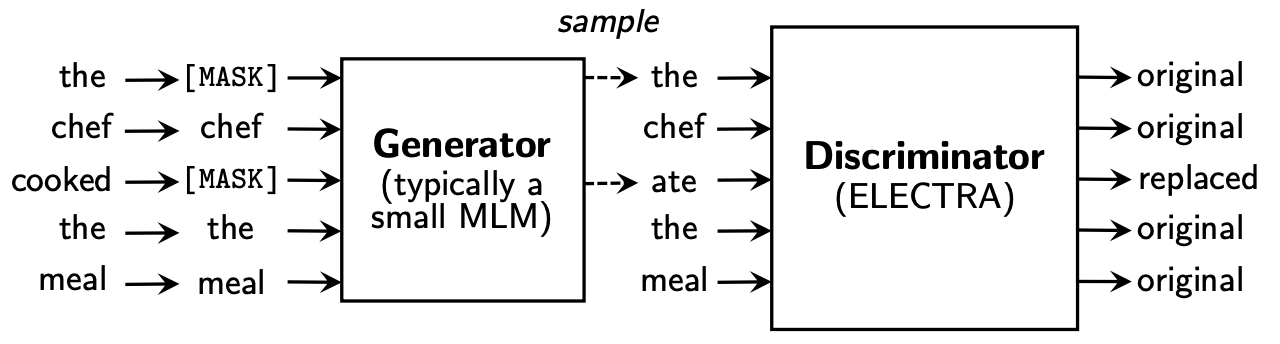 sample
the [MASK] the original
chef chef chef original
cooked [MASK] ate replaced
the the the original
meal meal meal original
Generator
(typically a
small MLM)
Discriminator
(ELECTRA)